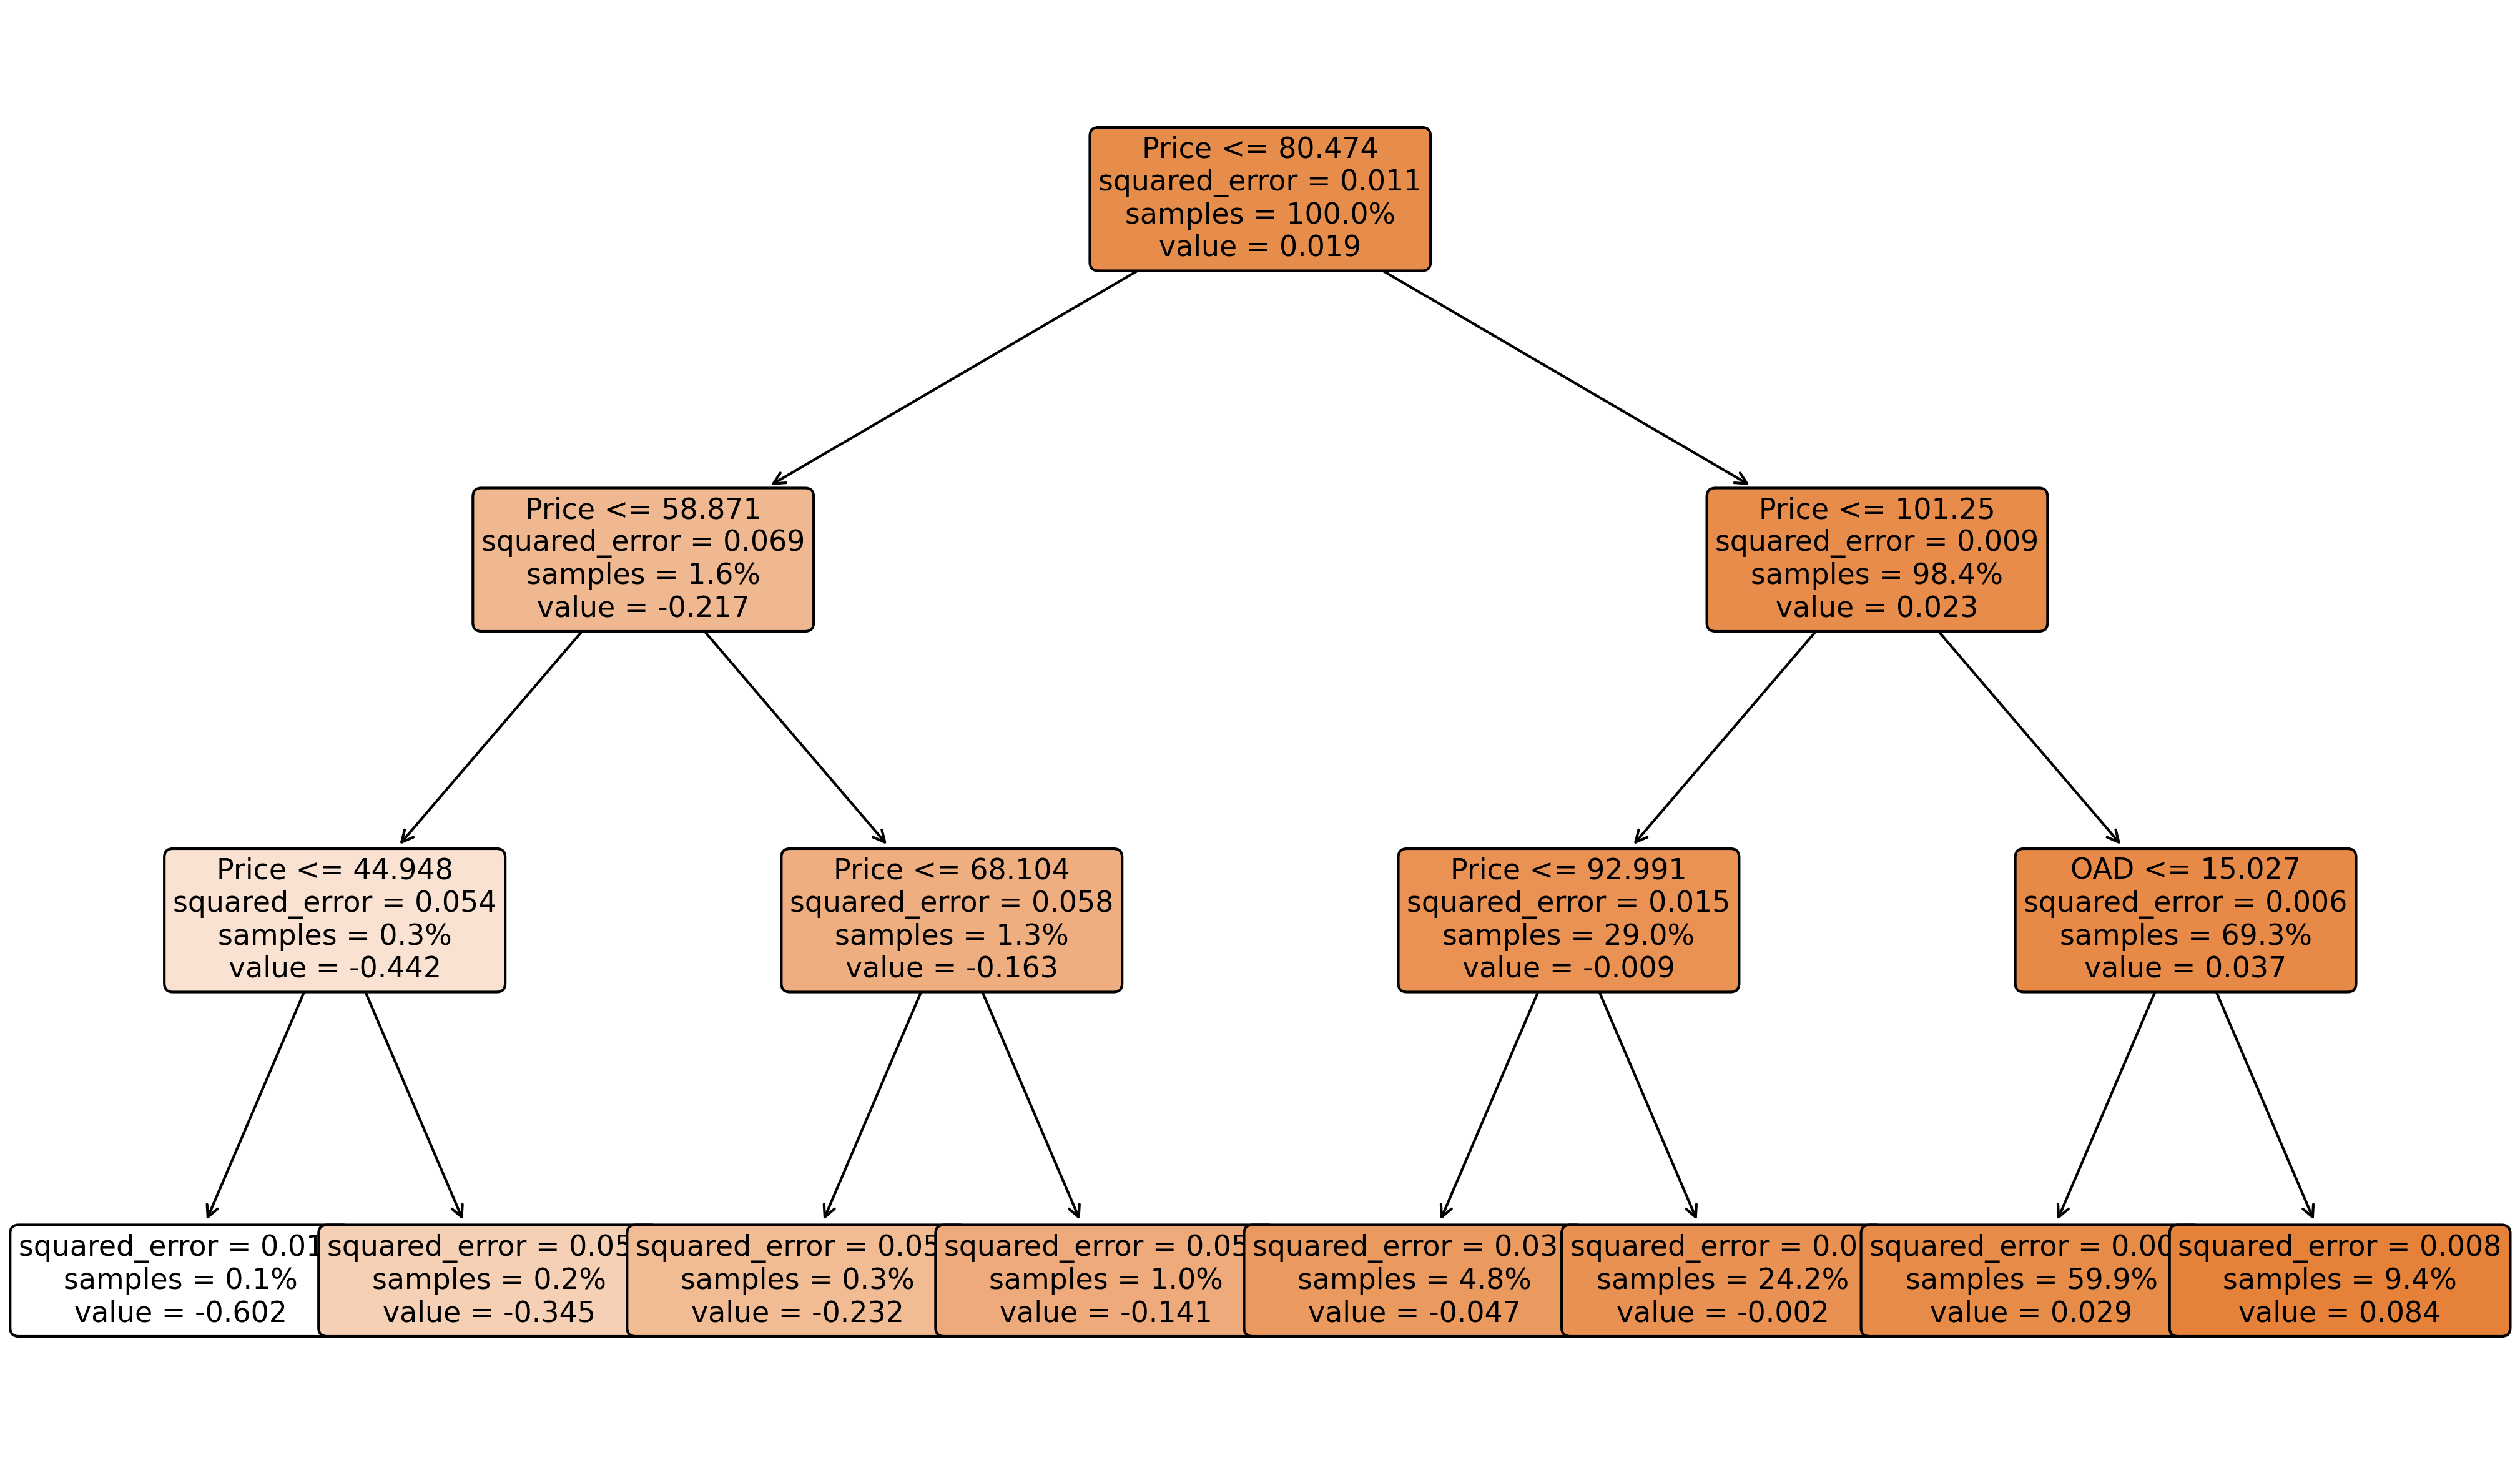 Price <= 80.474
squared_error = 0.011
samples = 100.0%
value = 0.019
Price <= 58.871
squared_error = 0.069
samples = 1.6%
value = -0.217
Price <= 101.25
squared_error = 0.009
samples = 98.4%
value = 0.023
Price <= 44.948
squared_error = 0.054
samples = 0.3%
value = -0.442
Price <= 68.104
squared_error = 0.058
samples = 1.3%
value = -0.163
Price <= 92.991
squared_error = 0.015
samples = 29.0%
value = -0.009
OAD <= 15.027
squared_error = 0.006
samples = 69.3%
value = 0.037
squared_error = 0.01
samples = 0.1%
value = -0.602
squared_error = 0.05
samples = 0.2%
value = -0.345
squared_error = 0.05
samples = 0.3%
value = -0.232
squared_error = 0.05
samples = 1.0%
value = -0.141
squared_error = 0.03
samples = 4.8%
value = -0.047
squared_error = 0.0
samples = 24.2%
value = -0.002
squared_error = 0.00
samples = 59.9%
value = 0.029
squared_error = 0.008
samples = 9.4%
value = 0.084